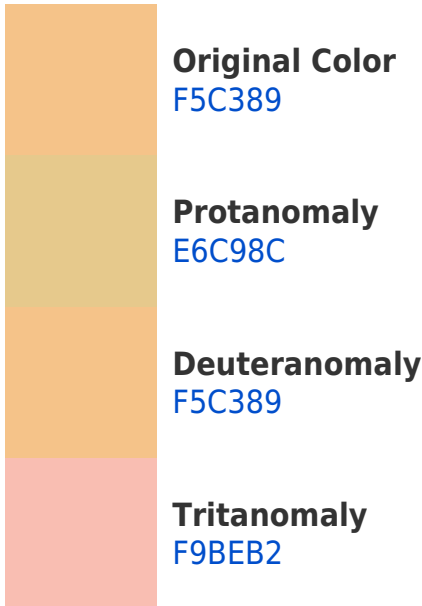 Original Color
F5C389
Protanomaly
E6C98C
Deuteranomaly
F5C389
Tritanomaly
F9BEB2